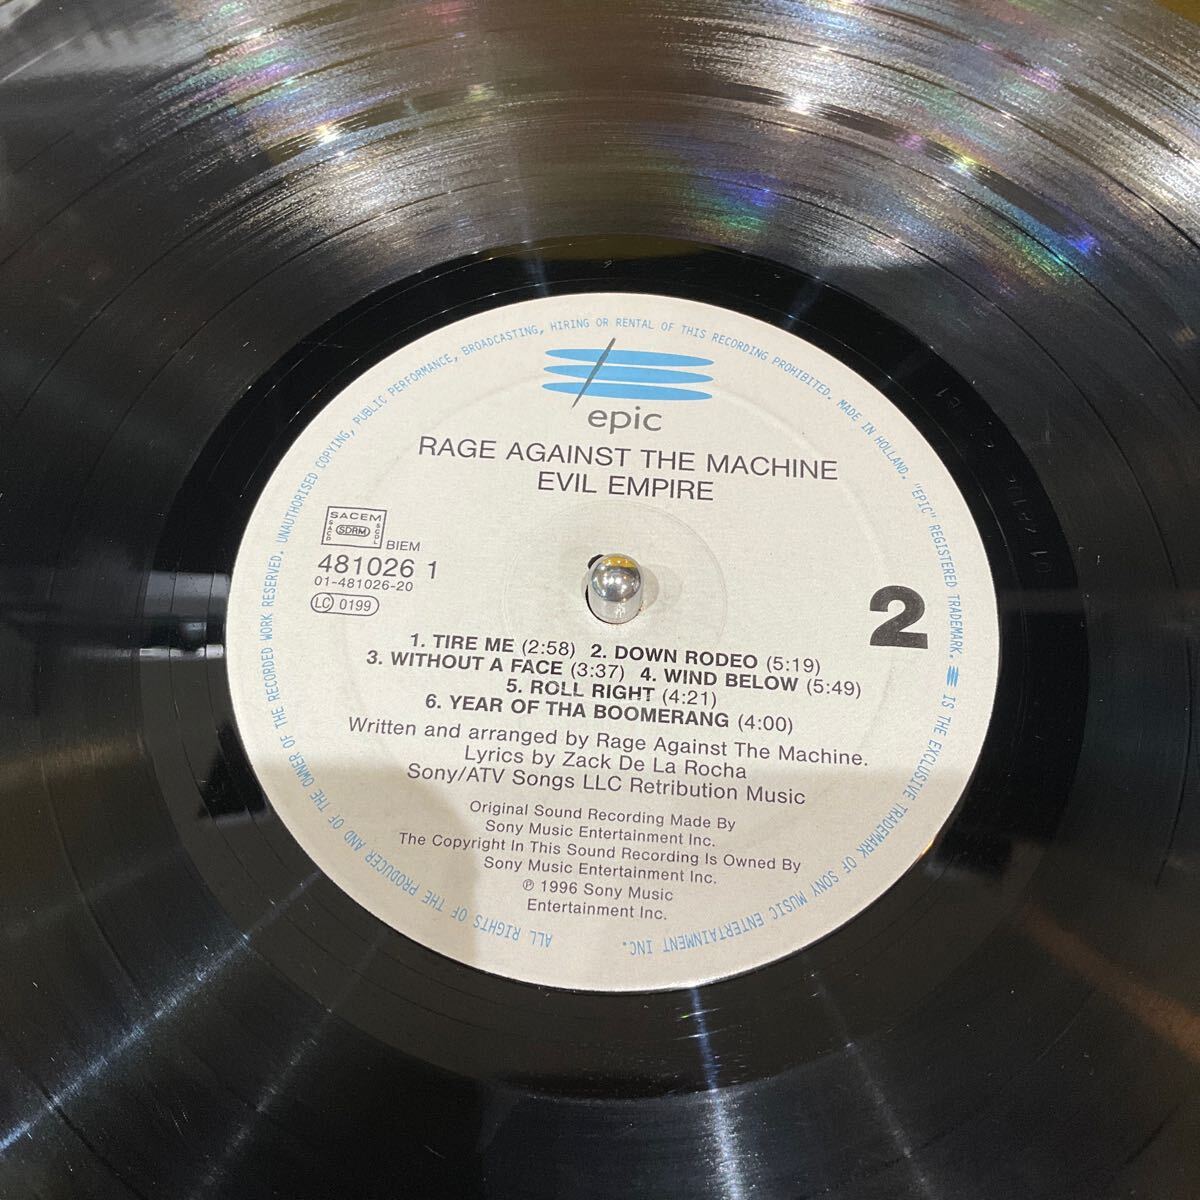 ALL RIGHTS OF THE PRODUCER AND OF THE OWNER OF THE RECORDED WORK RESERVED. UNAUTHORISED COPYING, PUBLIC PERFORMANCE, BROADCASTING, HIRING OR RENTAL OF THIS RECORDING PROHIBITED. MADE IN HOLLAND. "EPIC" REGISTERED TRADEMARK. IS THE EXCLUSIVE TRADEMARK OF SONY MUSIC ENTERTAINMENT INC.
epic
RAGE AGAINST THE MACHINE
EVIL EMPIRE
SACEM
SACD SDRM SCDL
BIEM
481026 1
01-481026-20
LC 0199
2
1. TIRE ME (2:58) 2. DOWN RODEO (5:19)
3. WITHOUT A FACE (3:37) 4. WIND BELOW (5:49)
5. ROLL RIGHT (4:21)
6. YEAR OF THA BOOMERANG (4:00)
Written and arranged by Rage Against The Machine.
Lyrics by Zack De La Rocha
Sony/ATV Songs LLC Retribution Music
Original Sound Recording Made By
Sony Music Entertainment Inc.
The Copyright In This Sound Recording Is Owned By
Sony Music Entertainment Inc.
℗ 1996 Sony Music
Entertainment Inc.